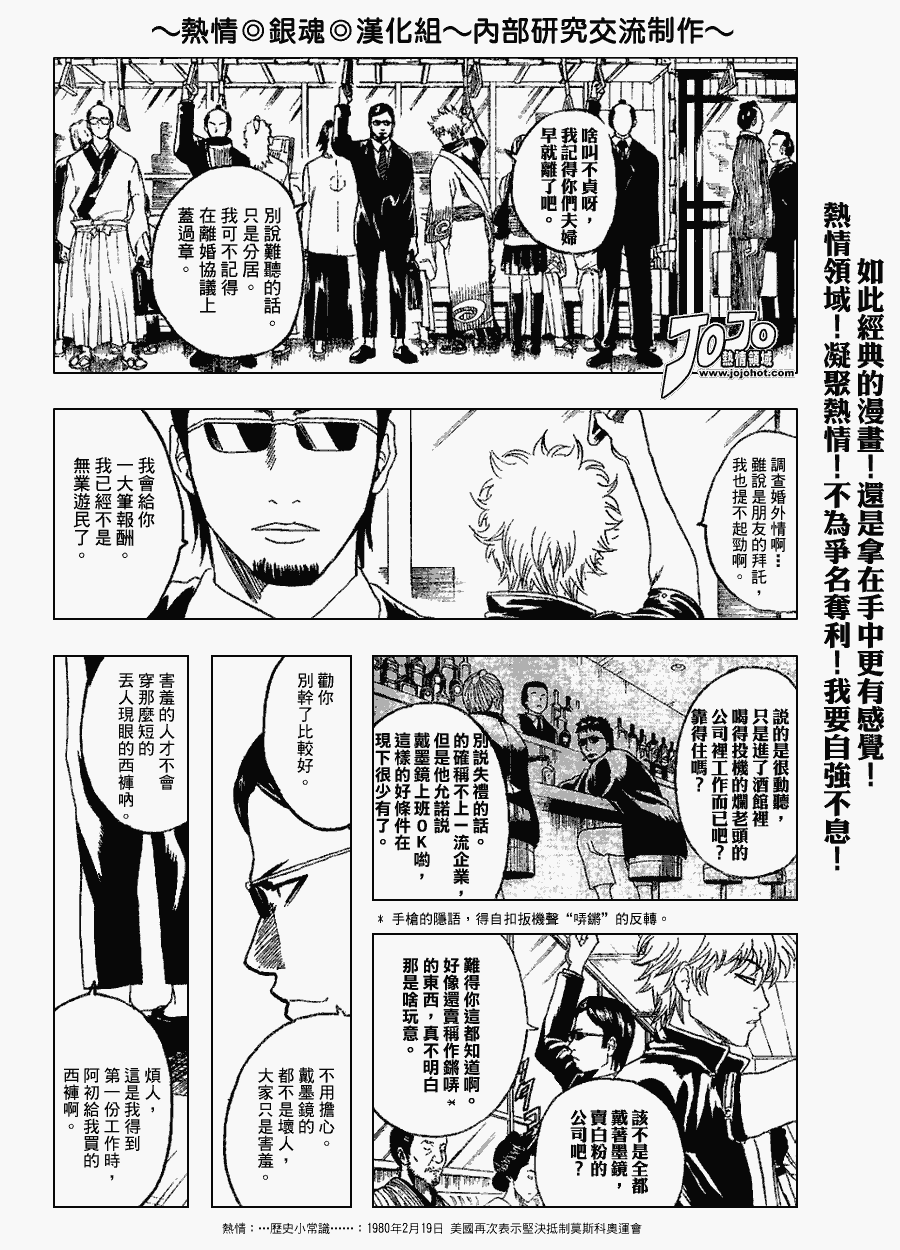 ～熱情◎銀魂◎漢化組～內部研究交流制作～
啥叫不貞呀，
我記得你們夫婦
早就離了吧。
別說難聽的話。
只是分居。
我可不記得
在離婚協議上
蓋過章。
JOJO
熱情領域
www.jojohot.com
如此經典的漫畫！還是拿在手中更有感覺！
熱情領域！凝聚熱情！不為爭名奪利！我要自強不息！
調查婚外情啊…
雖說是朋友的拜託，
我也提不起勁啊。
我會給你
一大筆報酬。
我已經不是
無業遊民了。
說的是很動聽，
只是進了酒館裡
喝得投機的爛老頭的
公司裡工作而已吧？
靠得住嗎？
別說失禮的話。
的確稱不上一流企業，
但是他允諾說
戴墨鏡上班OK喲，
這樣的好條件在
現下很少有了。
* 手槍的隱語，得自扣扳機聲“哢鏘”的反轉。
該不是全都
戴著墨鏡，
賣白粉的
公司吧？
難得你這都知道啊。
好像還賣稱作鏘哢*
的東西，真不明白
那是啥玩意。
勸你
別幹了比較好。
不用擔心。
戴墨鏡的
都不是壞人，
大家只是害羞。
害羞的人才不會
穿那麼短的
丟人現眼的西褲吶。
煩人，
這是我得到
第一份工作時，
阿初給我買的
西褲啊。
熱情：…歷史小常識……：1980年2月19日 美國再次表示堅決抵制莫斯科奧運會